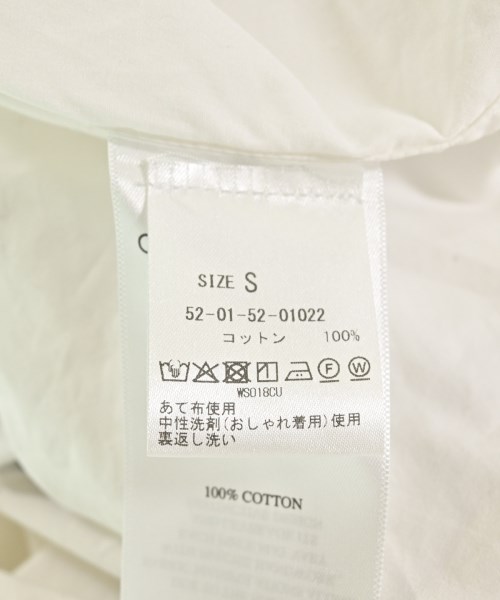 SIZE S
52-01-52-01022
コットン 100%
F W
WS018CU
あて布使用
中性洗剤(おしゃれ着用)使用
裏返し洗い
100% COTTON